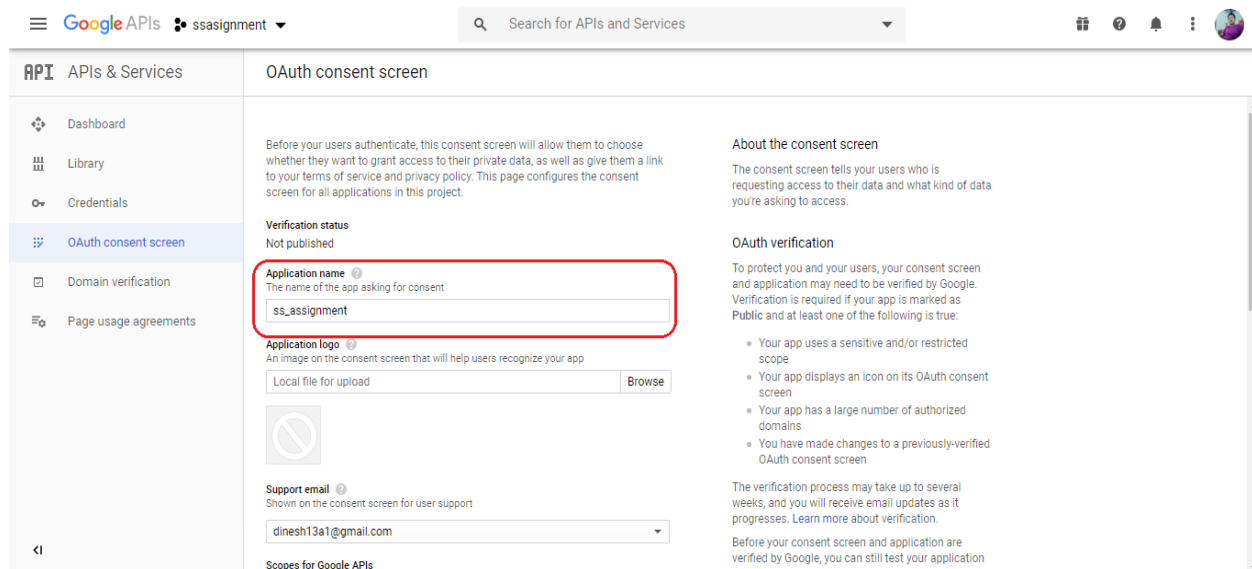 Google APIs ssasignment
Search for APIs and Services
API APIs & Services
Dashboard
Library
Credentials
OAuth consent screen
Domain verification
Page usage agreements
OAuth consent screen
Before your users authenticate, this consent screen will allow them to choose
whether they want to grant access to their private data, as well as give them a link
to your terms of service and privacy policy. This page configures the consent
screen for all applications in this project.
Verification status
Not published
Application name
The name of the app asking for consent
ss_assignment
Application logo
An image on the consent screen that will help users recognize your app
Local file for upload Browse
Support email
Shown on the consent screen for user support
dinesh13a1@gmail.com
Scopes for Google APIs
About the consent screen
The consent screen tells your users who is
requesting access to their data and what kind of data
you're asking to access.
OAuth verification
To protect you and your users, your consent screen
and application may need to be verified by Google.
Verification is required if your app is marked as
Public and at least one of the following is true:
Your app uses a sensitive and/or restricted
scope
Your app displays an icon on its OAuth consent
screen
Your app has a large number of authorized
domains
You have made changes to a previously-verified
OAuth consent screen
The verification process may take up to several
weeks, and you will receive email updates as it
progresses. Learn more about verification.
Before your consent screen and application are
verified by Google, you can still test your application